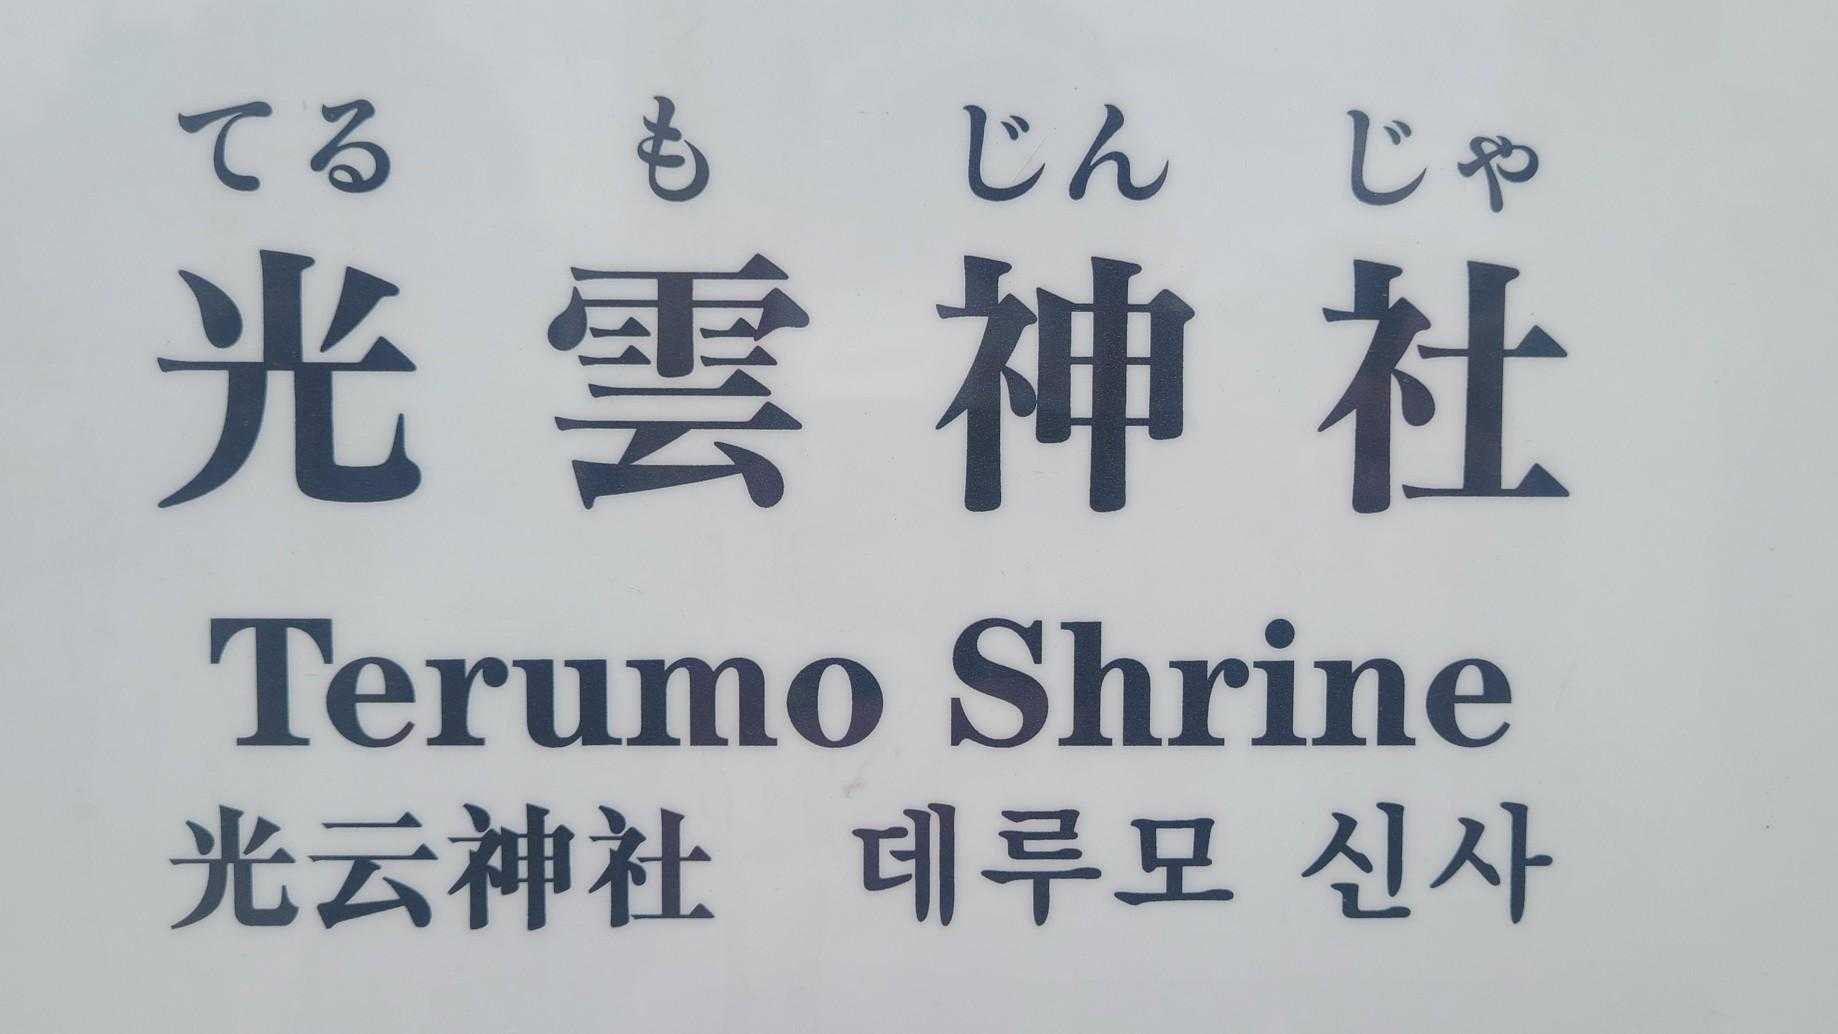 てる も じん じゃ
光雲神社
Terumo Shrine
光云神社 데루모 신사